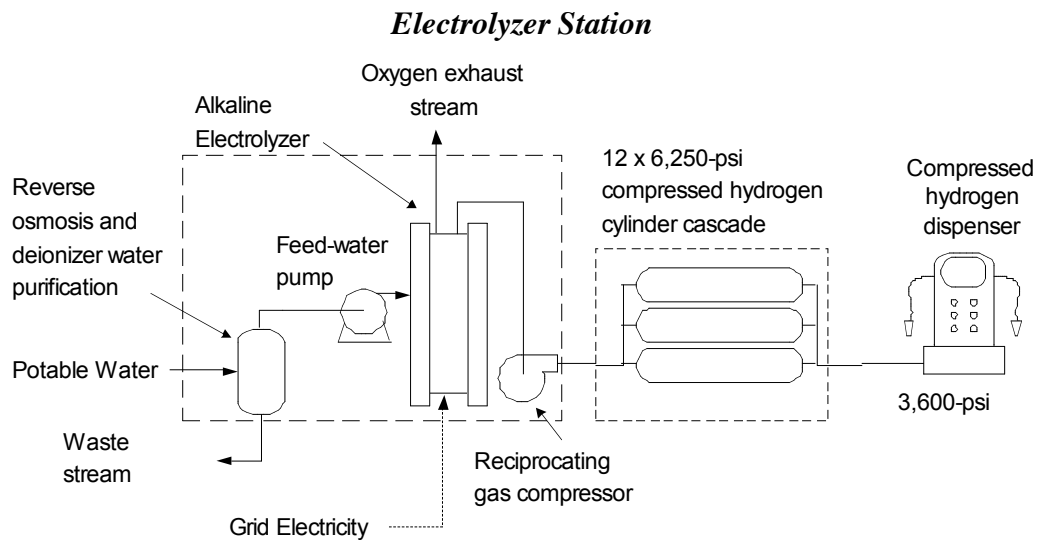 Electrolyzer Station
Oxygen exhaust
stream
Alkaline
Electrolyzer
12 x 6,250-psi
compressed hydrogen
cylinder cascade
Compressed
hydrogen
dispenser
Reverse
osmosis and
deionizer water
purification
Feed-water
pump
Potable Water
3,600-psi
Waste
stream
Reciprocating
gas compressor
Grid Electricity